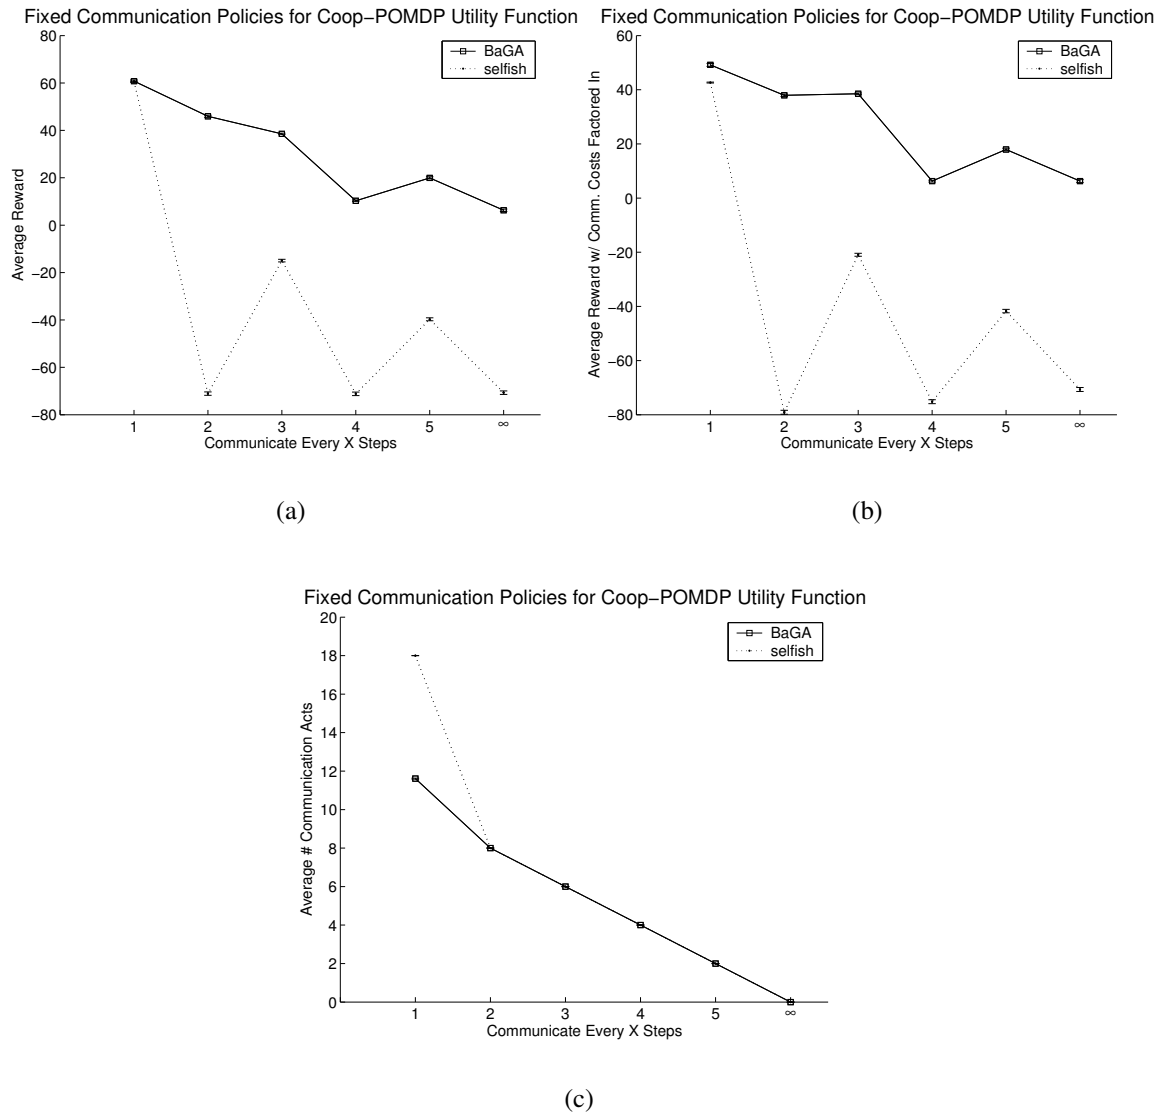 Fixed Communication Policies for Coop−POMDP Utility Function
80
60
40
20
0
−20
−40
−60
−80
Average Reward
1 2 3 4 5 ∞
Communicate Every X Steps
BaGA
selfish
(a)
Fixed Communication Policies for Coop−POMDP Utility Function
60
40
20
0
−20
−40
−60
−80
Average Reward w/ Comm. Costs Factored In
1 2 3 4 5 ∞
Communicate Every X Steps
BaGA
selfish
(b)
Fixed Communication Policies for Coop−POMDP Utility Function
20
18
16
14
12
10
8
6
4
2
0
Average # Communication Acts
1 2 3 4 5 ∞
Communicate Every X Steps
BaGA
selfish
(c)